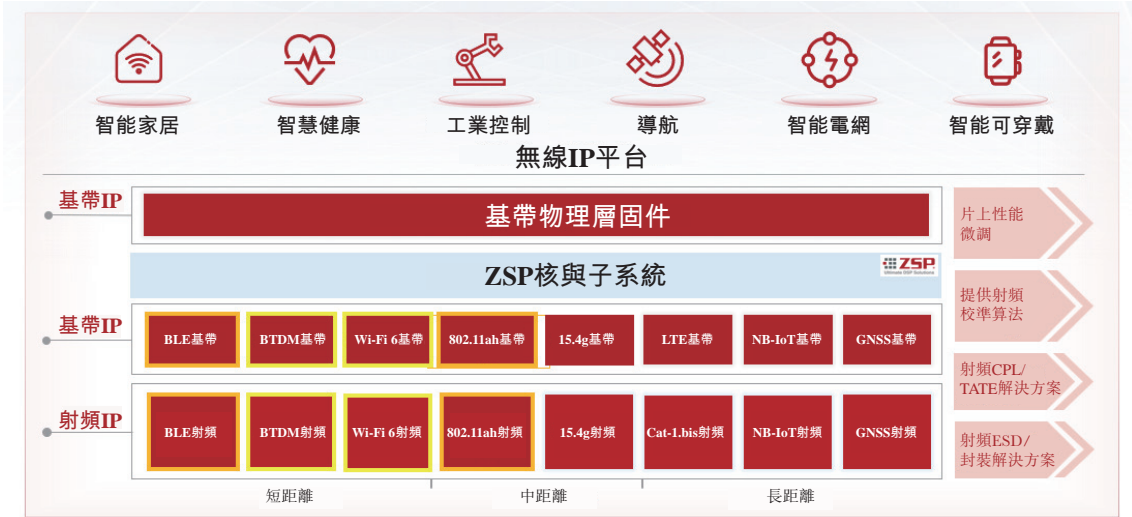 智能家居
智慧健康
工業控制
導航
智能電網
智能可穿戴
無線IP平台
基帶IP
基帶物理層固件
片上性能
微調
ZSP核與子系統
ZSP
Ultimate DSP Solutions
提供射頻
校準算法
基帶IP
BLE基帶
BTDM基帶
Wi-Fi 6基帶
802.11ah基帶
15.4g基帶
LTE基帶
NB-IoT基帶
GNSS基帶
射頻CPL/
TATE解決方案
射頻IP
BLE射頻
BTDM射頻
Wi-Fi 6射頻
802.11ah射頻
15.4g射頻
Cat-1.bis射頻
NB-IoT射頻
GNSS射頻
射頻ESD/
封裝解決方案
短距離
中距離
長距離